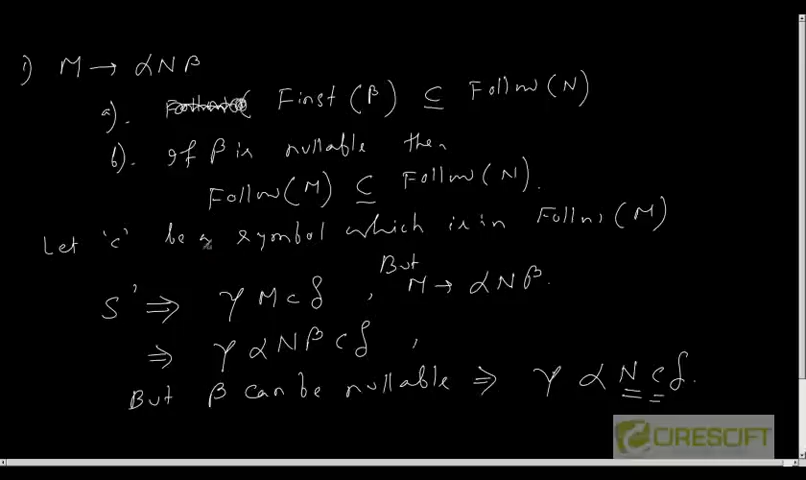 1) M → αNβ
a). First (β) ⊆ Follow (N)
b). If β is nullable then
Follow (M) ⊆ Follow (N).
Let 'c' be a symbol which is in Follow (M)
S' ⇒ γ M c δ , But M → αNβ.
⇒ γ α N β c δ ,
But β can be nullable ⇒ γ α N c δ.
CIRESCIFT